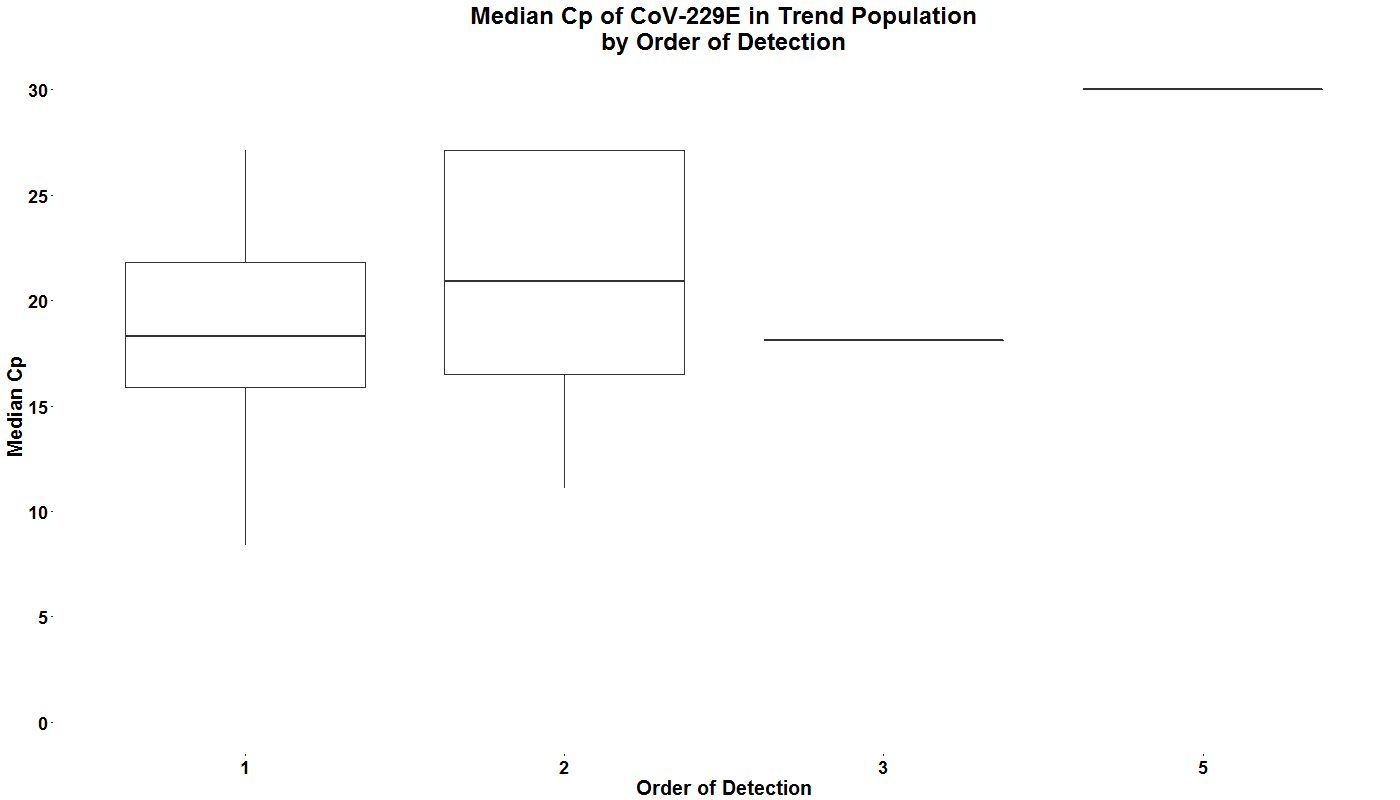 Median Cp of CoV-229E in Trend Population
by Order of Detection
30
25
20
15
10
5
0
Median Cp
1 2 3 5
Order of Detection